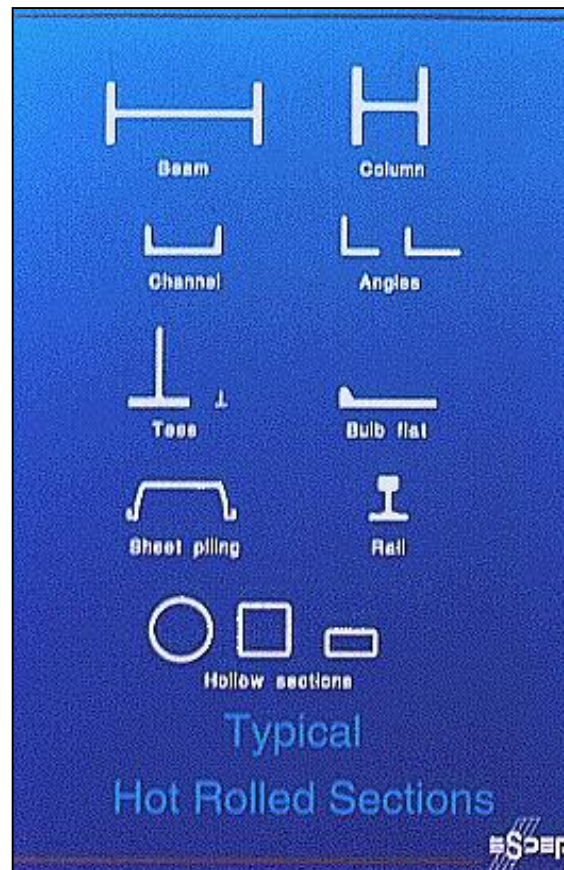 Beam Column
Channel Angles
Tees Bulb flat
Sheet piling Rail
Hollow sections
Typical
Hot Rolled Sections